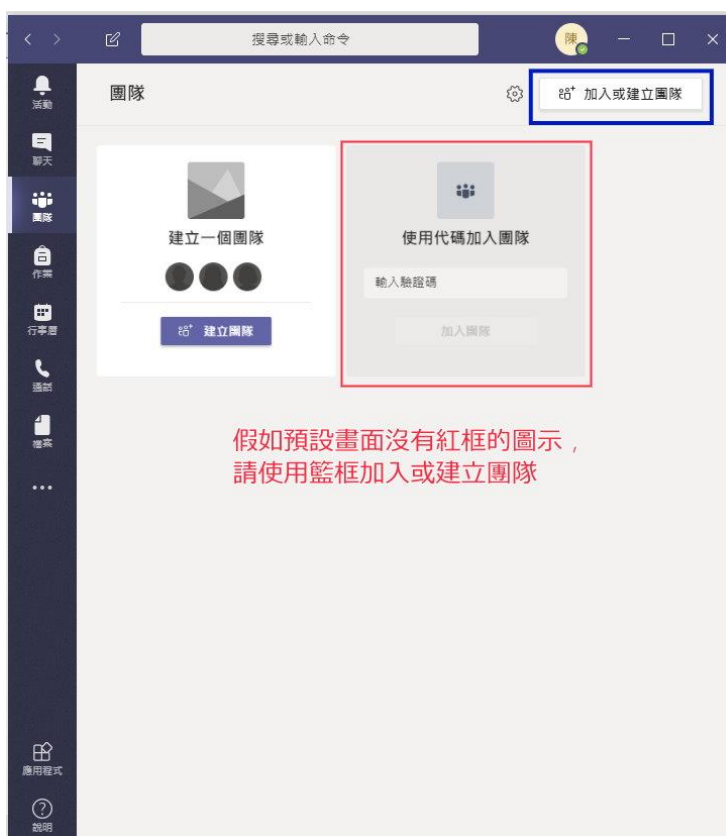 搜尋或輸入命令
陳
活動
聊天
團隊
作業
行事曆
通話
檔案
應用程式
說明
團隊
加入或建立團隊
建立一個團隊
建立團隊
使用代碼加入團隊
輸入驗證碼
加入團隊
假如預設畫面沒有紅框的圖示，
請使用籃框加入或建立團隊